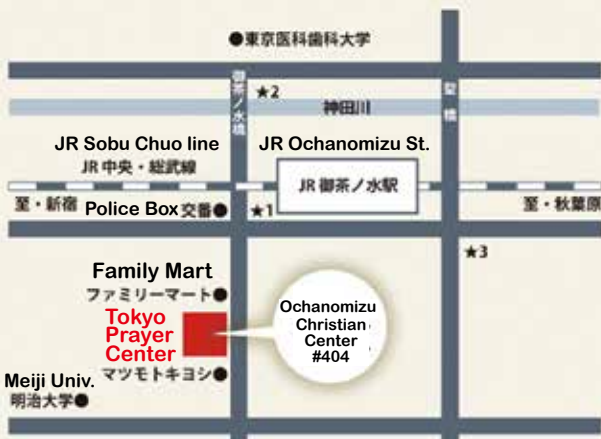 ●東京医科歯科大学
御茶ノ水橋
★2
神田川
聖橋
JR Sobu Chuo line
JR Ochanomizu St.
JR 中央・総武線
JR 御茶ノ水駅
至・新宿
Police Box 交番●
★1
至・秋葉原
★3
Family Mart
ファミリーマート●
Tokyo
Prayer
Center
Ochanomizu
Christian
Center
#404
マツモトキヨシ●
Meiji Univ.
明治大学●